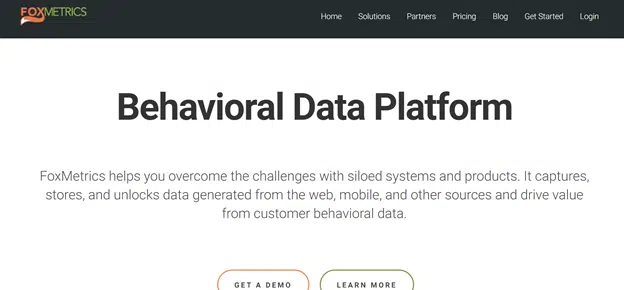 FOXMETRICS
Home Solutions Partners Pricing Blog Get Started Login
Behavioral Data Platform
FoxMetrics helps you overcome the challenges with siloed systems and products. It captures,
stores, and unlocks data generated from the web, mobile, and other sources and drive value
from customer behavioral data.
GET A DEMO LEARN MORE